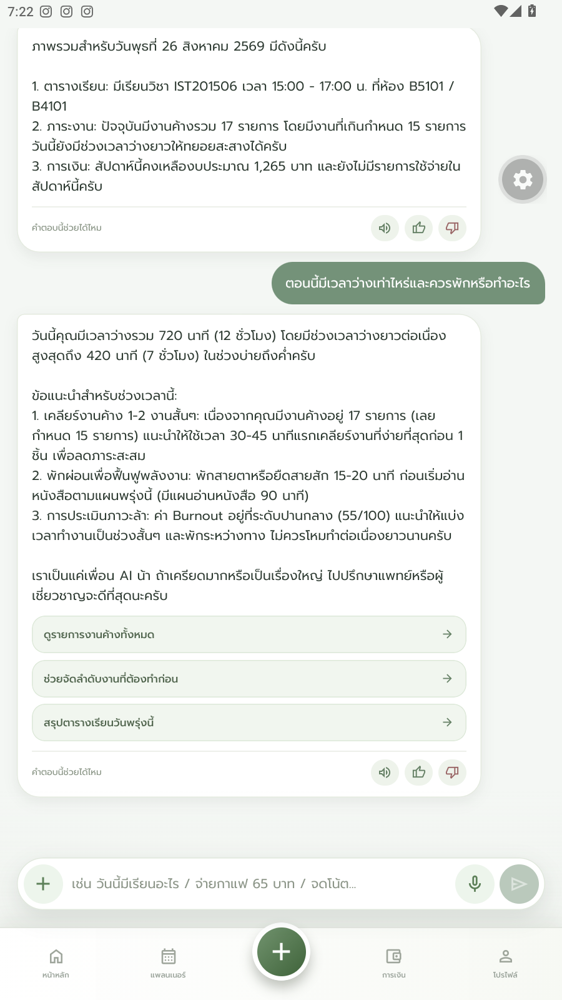 7:22
ภาพรวมสำหรับวันพุธที่ 26 สิงหาคม 2569 มีดังนี้ครับ
1. ตารางเรียน: มีเรียนวิชา IST201506 เวลา 15:00 - 17:00 น. ที่ห้อง B5101 /
B4101
2. ภาระงาน: ปัจจุบันมีงานค้างรวม 17 รายการ โดยมีงานที่เกินกำหนด 15 รายการ
วันนี้ยังมีช่วงเวลาว่างยาวให้ทยอยสะสางได้ครับ
3. การเงิน: สัปดาห์นี้คงเหลืองบประมาณ 1,265 บาท และยังไม่มีรายการใช้จ่ายใน
สัปดาห์นี้ครับ
คำตอบนี้ช่วยได้ไหม
ตอนนี้มีเวลาว่างเท่าไหร่และควรพักหรือทำอะไร
วันนี้คุณมีเวลาว่างรวม 720 นาที (12 ชั่วโมง) โดยมีช่วงเวลาว่างยาวต่อเนื่อง
สูงสุดถึง 420 นาที (7 ชั่วโมง) ในช่วงบ่ายถึงค่ำครับ
ข้อแนะนำสำหรับช่วงเวลานี้:
1. เคลียร์งานค้าง 1-2 งานสั้นๆ: เนื่องจากคุณมีงานค้างอยู่ 17 รายการ (เลย
กำหนด 15 รายการ) แนะนำให้ใช้เวลา 30-45 นาทีแรกเคลียร์งานที่ง่ายที่สุดก่อน 1
ชิ้น เพื่อลดภาระสะสม
2. พักผ่อนเพื่อฟื้นฟูพลังงาน: พักสายตาหรือยืดสายสัก 15-20 นาที ก่อนเริ่มอ่าน
หนังสือตามแผนพรุ่งนี้ (มีแผนอ่านหนังสือ 90 นาที)
3. การประเมินภาวะล้า: ค่า Burnout อยู่ที่ระดับปานกลาง (55/100) แนะนำให้แบ่ง
เวลาทำงานเป็นช่วงสั้นๆ และพักระหว่างทาง ไม่ควรโหมทำต่อเนื่องยาวนานครับ
เราเป็นแค่เพื่อน AI น้า ถ้าเครียดมากหรือเป็นเรื่องใหญ่ ไปปรึกษาแพทย์หรือผู้
เชี่ยวชาญจะดีที่สุดนะครับ
ดูรายการงานค้างทั้งหมด
ช่วยจัดลำดับงานที่ต้องทำก่อน
สรุปตารางเรียนวันพรุ่งนี้
คำตอบนี้ช่วยได้ไหม
เช่น วันนี้มีเรียนอะไร / จ่ายกาแฟ 65 บาท / จดโน้ต...
หน้าหลัก
แพลนเนอร์
การเงิน
โปรไฟล์